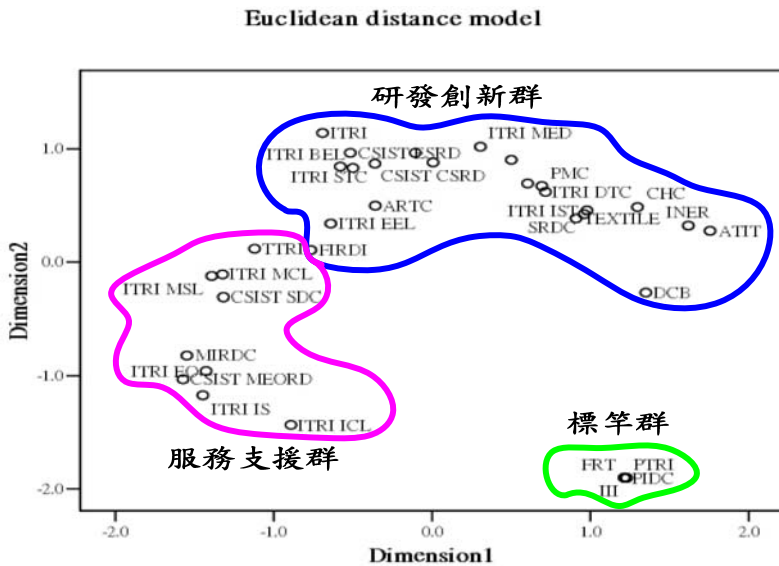 Euclidean distance model
研發創新群
ITRI
ITRI MED
ITRI BEL
CSIST ESRD
ITRI STC
CSIST CSRD
PMC
ITRI DTC
CHC
ARTC
ITRI IST
TEXTILE
INER
ITRI EEL
SRDC
ATIT
TTRI
FIRDI
ITRI MCL
ITRI MSL
CSIST SDC
DCB
MIRDC
ITRI EO
CSIST MEORD
ITRI IS
ITRI ICL
服務支援群
標竿群
FRT
PTRI
PIDC
III
Dimension2
1.0
0.0
-1.0
-2.0
-2.0
-1.0
0.0
1.0
2.0
Dimension1